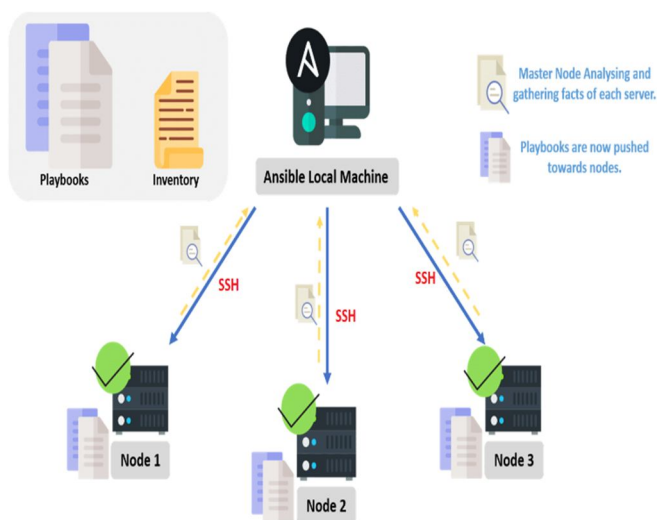 Master Node Analysing and
gathering facts of each server.
Playbooks are now pushed
towards nodes.
Playbooks
Inventory
Ansible Local Machine
SSH
SSH
SSH
Node 1
Node 2
Node 3